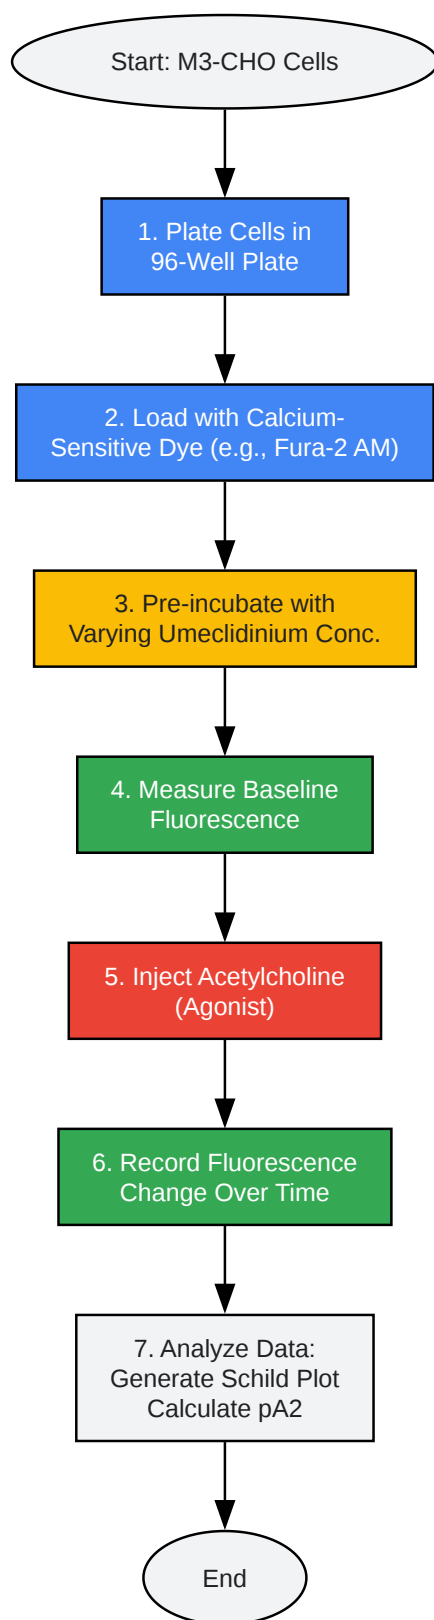 Start: M3-CHO Cells
1. Plate Cells in
96-Well Plate
2. Load with Calcium-
Sensitive Dye (e.g., Fura-2 AM)
3. Pre-incubate with
Varying Umeclidinium Conc.
4. Measure Baseline
Fluorescence
5. Inject Acetylcholine
(Agonist)
6. Record Fluorescence
Change Over Time
7. Analyze Data:
Generate Schild Plot
Calculate pA2
End